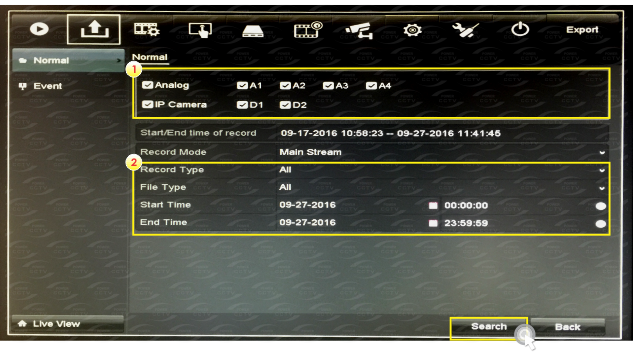 Export
Normal
Normal
1
Analog A1 A2 A3 A4
Event
IP Camera D1 D2
Start/End time of record 09-17-2016 10:58:23 -- 09-27-2016 11:41:45
Record Mode Main Stream
2
Record Type All
File Type All
Start Time 09-27-2016 00:00:00
End Time 09-27-2016 23:59:59
Live View
Search Back